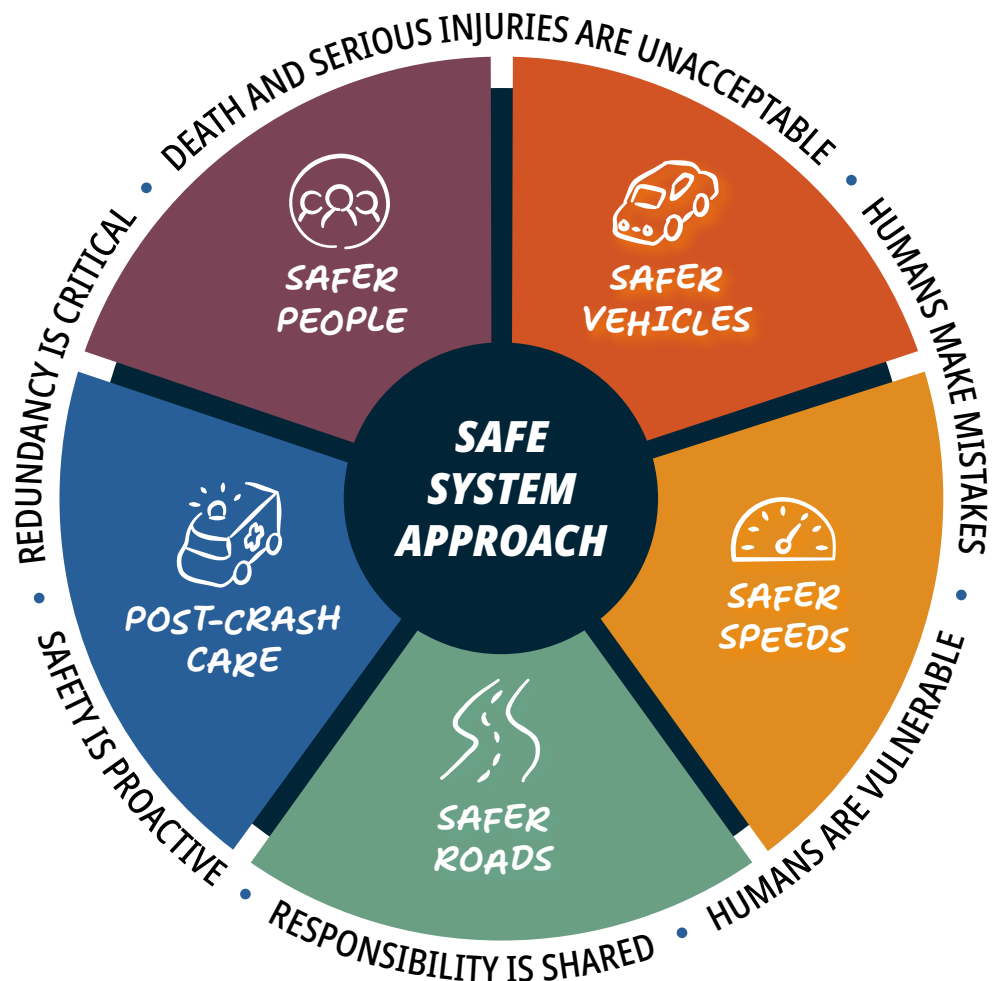 DEATH AND SERIOUS INJURIES ARE UNACCEPTABLE
HUMANS MAKE MISTAKES
HUMANS ARE VULNERABLE
RESPONSIBILITY IS SHARED
SAFETY IS PROACTIVE
REDUNDANCY IS CRITICAL
SAFER
PEOPLE
SAFER
VEHICLES
SAFER
SPEEDS
SAFER
ROADS
POST-CRASH
CARE
SAFE
SYSTEM
APPROACH